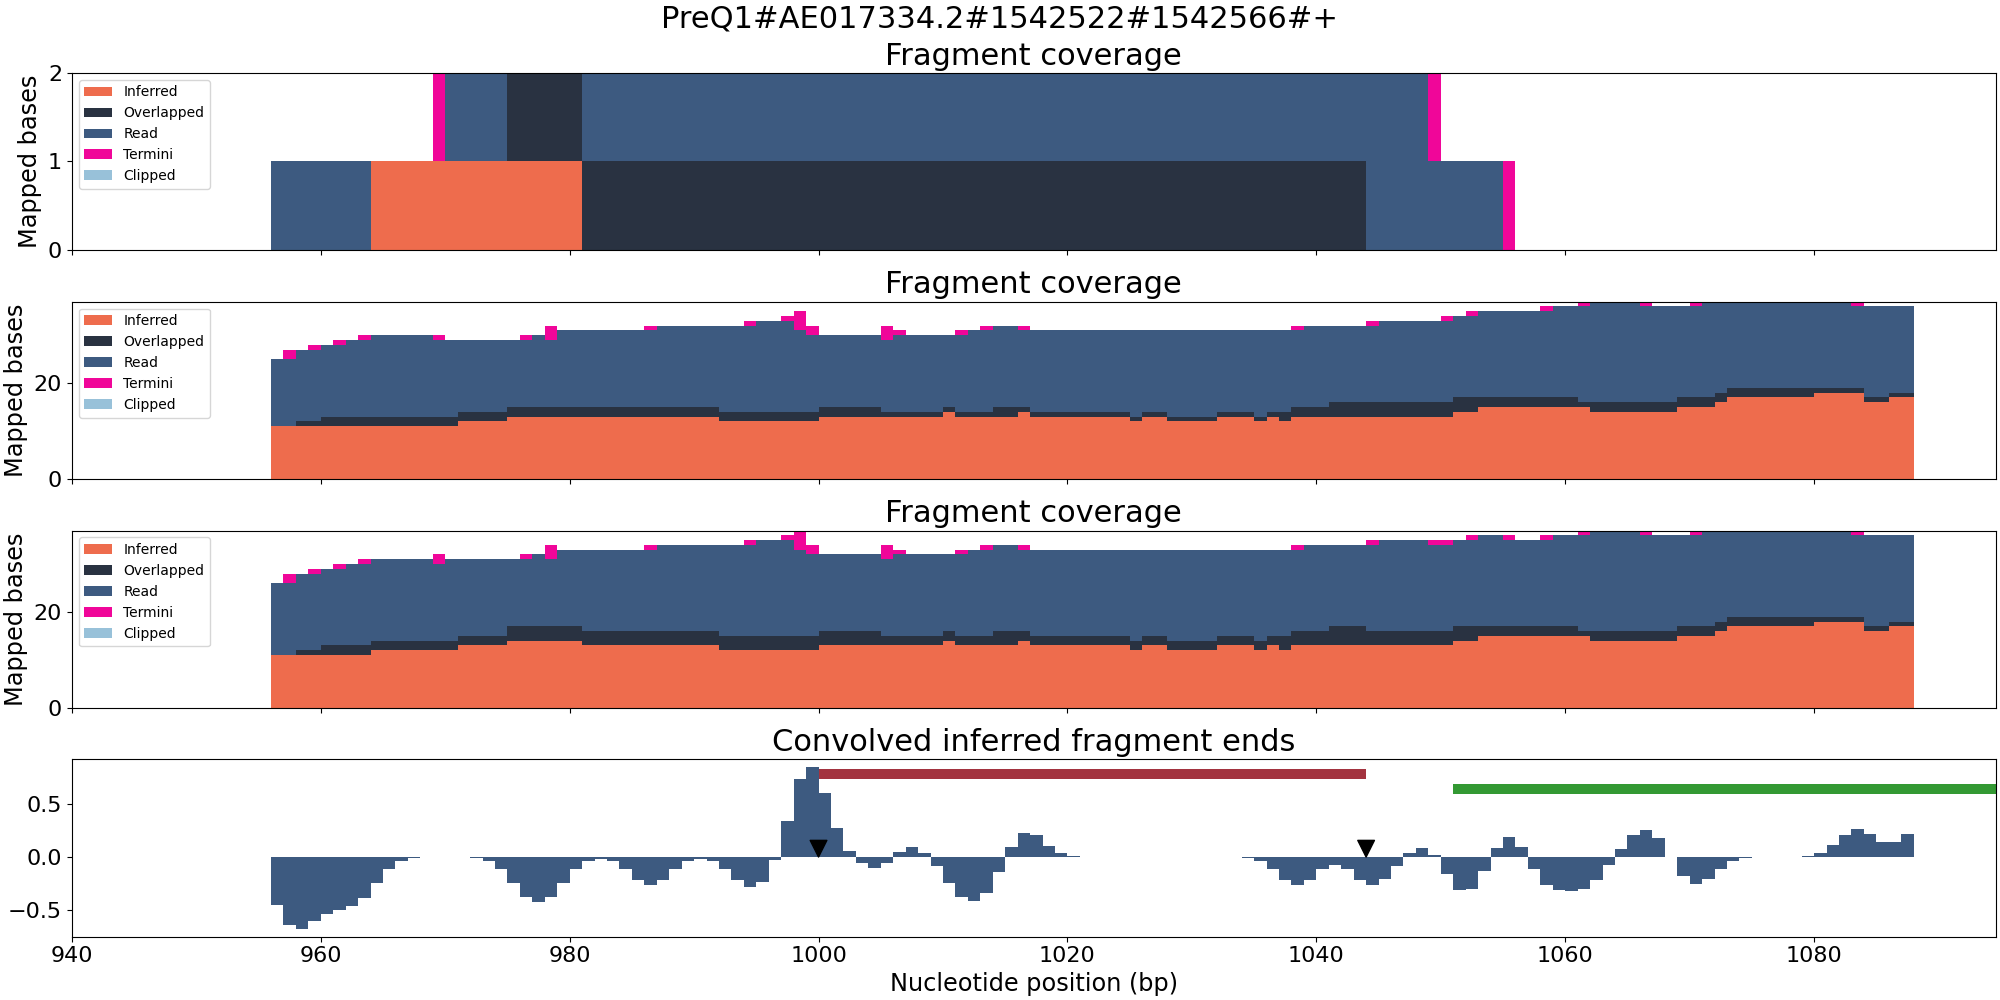 PreQ1#AE017334.2#1542522#1542566#+
Fragment coverage
Mapped bases
2
1
0
Inferred
Overlapped
Read
Termini
Clipped
Fragment coverage
Mapped bases
20
0
Inferred
Overlapped
Read
Termini
Clipped
Fragment coverage
Mapped bases
20
0
Inferred
Overlapped
Read
Termini
Clipped
Convolved inferred fragment ends
0.5
0.0
−0.5
940 960 980 1000 1020 1040 1060 1080
Nucleotide position (bp)